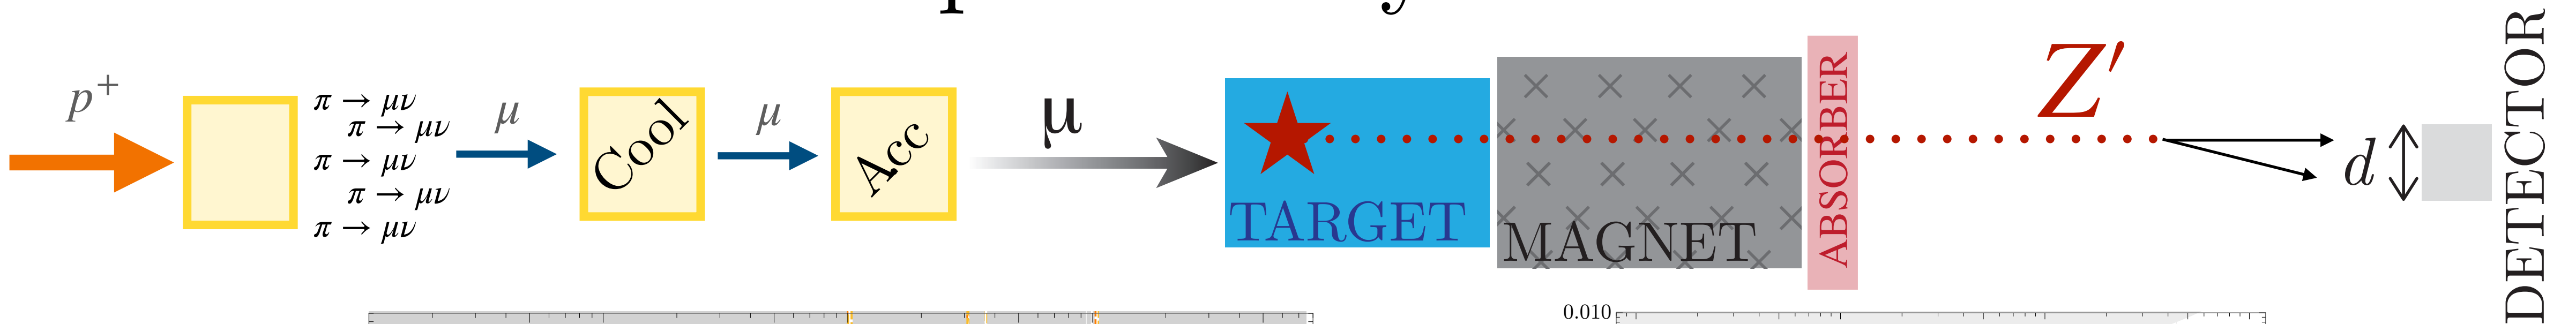 p⁺
π → μν
π → μν
π → μν
π → μν
π → μν
μ
Cool
μ
Acc
μ
TARGET
MAGNET
ABSORBER
Z′
d
DETECTOR
0.010